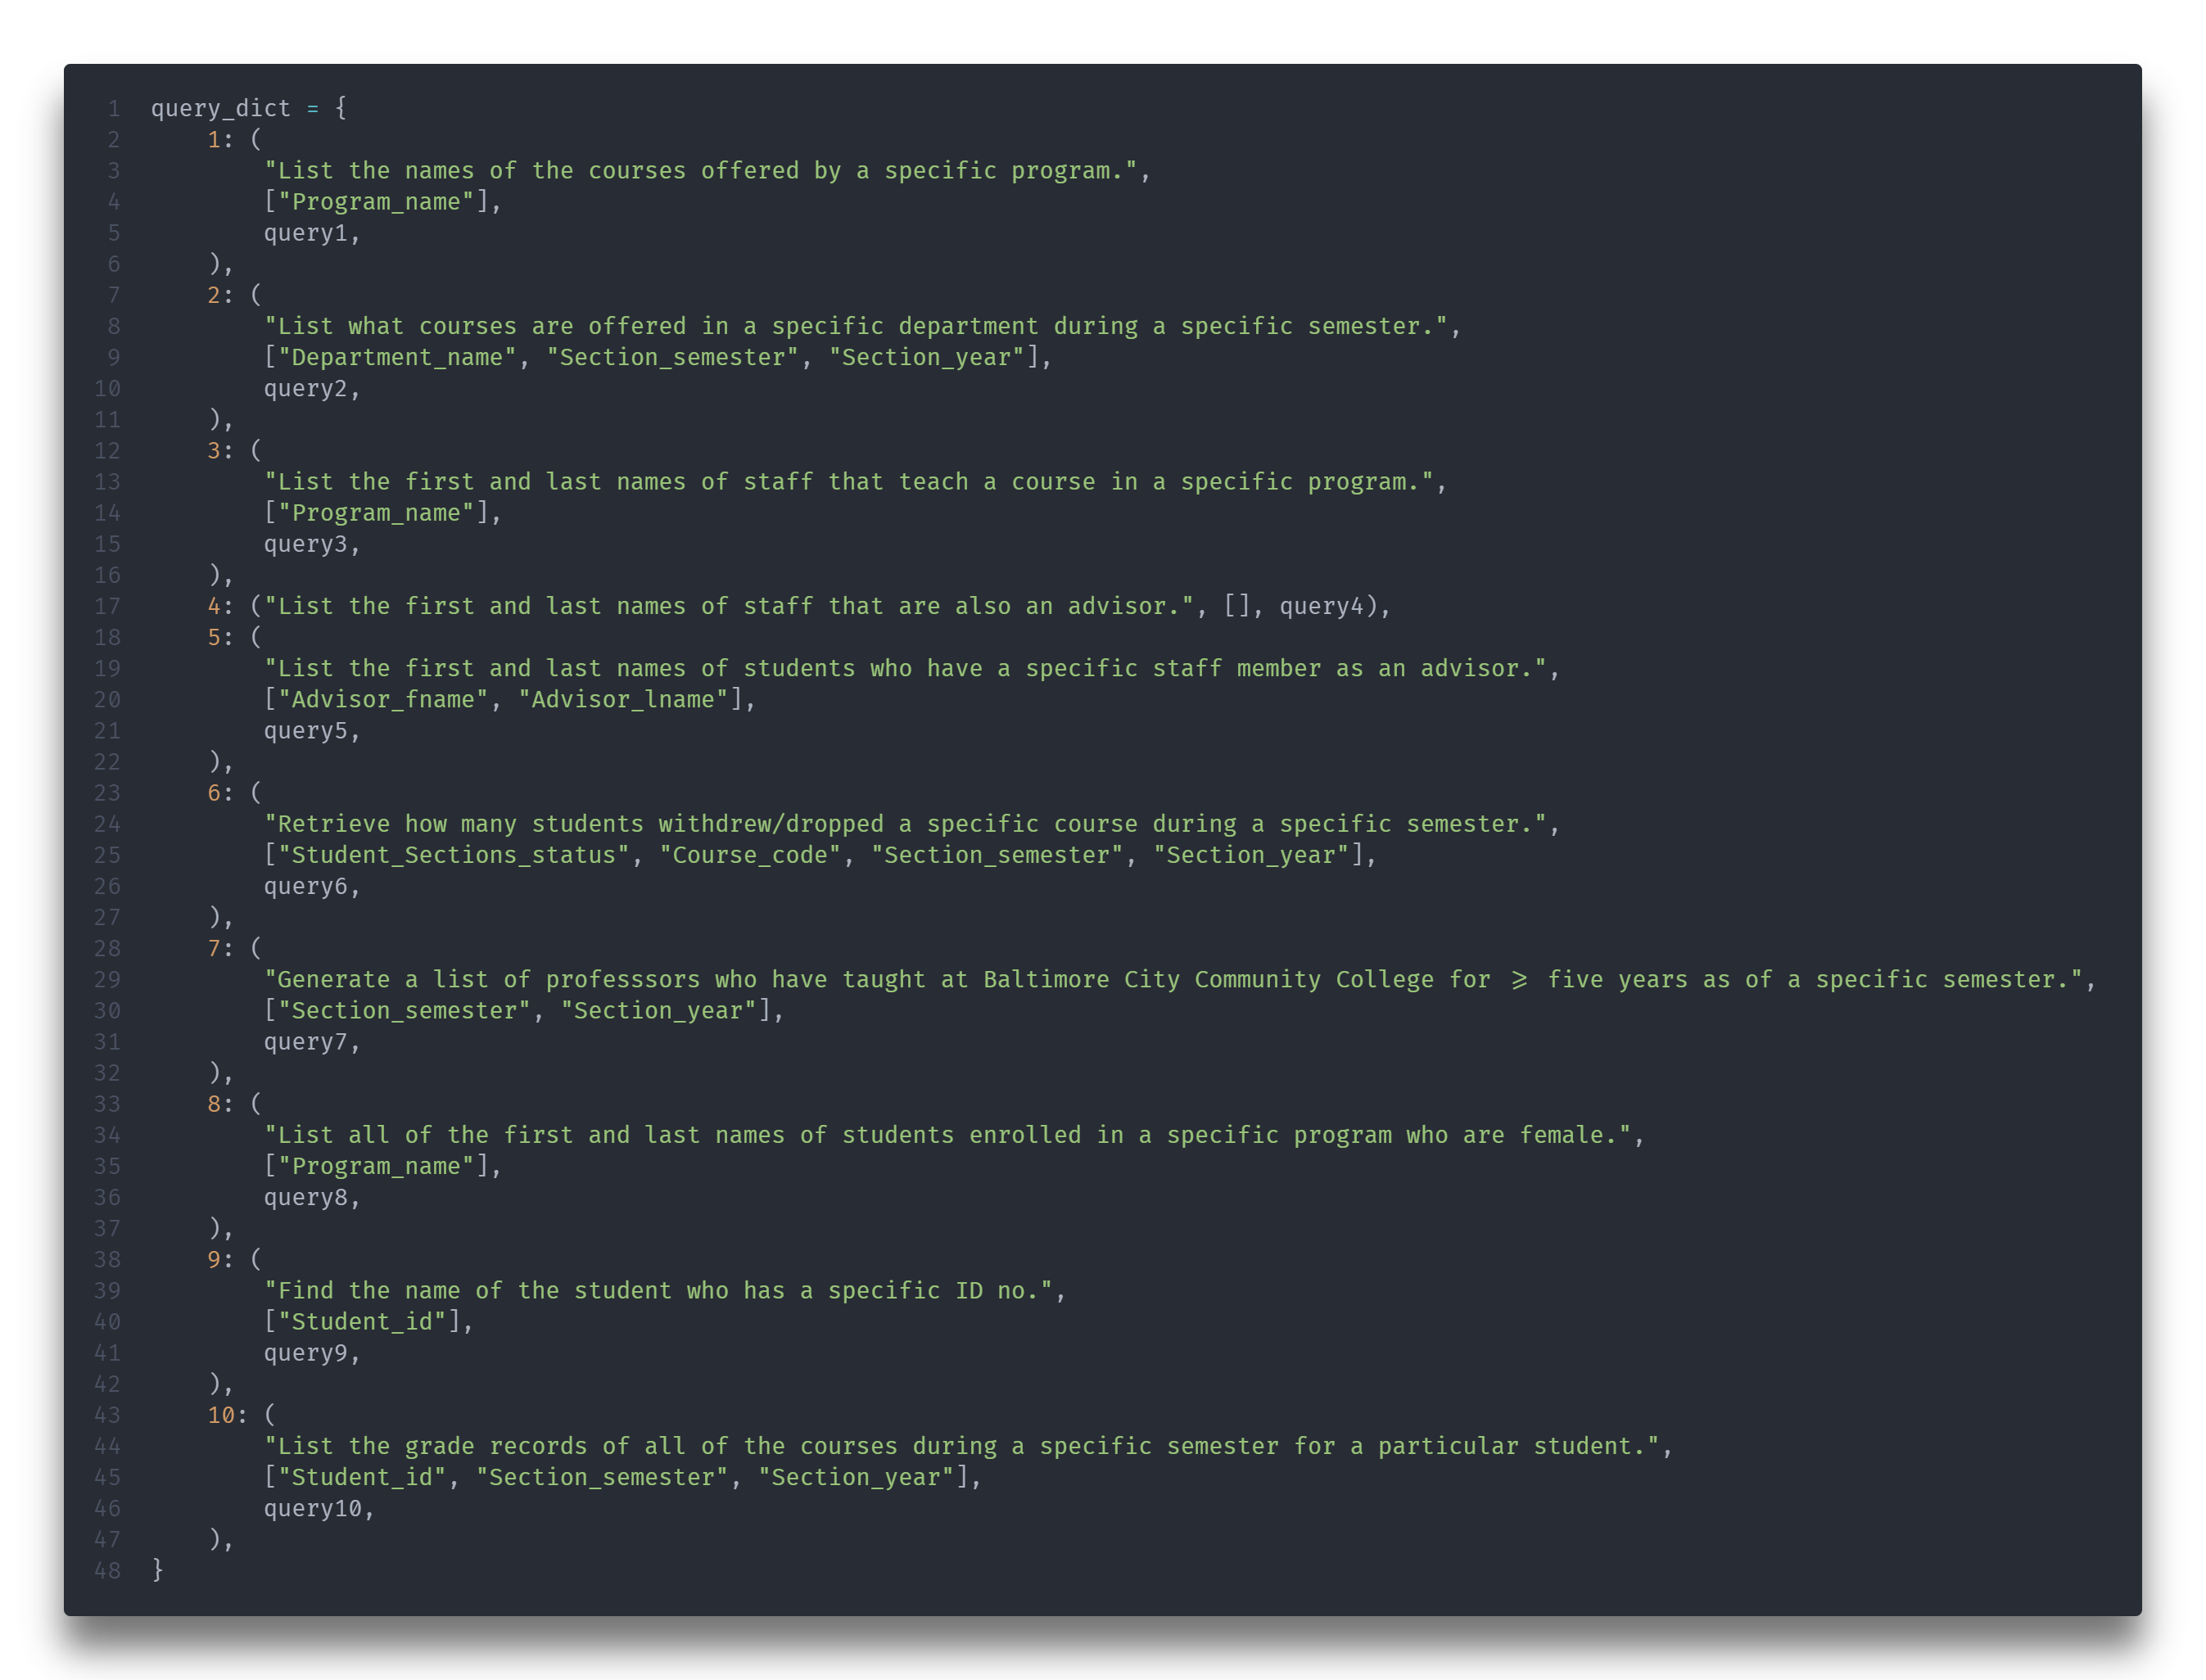 1 query_dict = {
2     1: (
3         "List the names of the courses offered by a specific program.",
4         ["Program_name"],
5         query1,
6     ),
7     2: (
8         "List what courses are offered in a specific department during a specific semester.",
9         ["Department_name", "Section_semester", "Section_year"],
10         query2,
11     ),
12     3: (
13         "List the first and last names of staff that teach a course in a specific program.",
14         ["Program_name"],
15         query3,
16     ),
17     4: ("List the first and last names of staff that are also an advisor.", [], query4),
18     5: (
19         "List the first and last names of students who have a specific staff member as an advisor.",
20         ["Advisor_fname", "Advisor_lname"],
21         query5,
22     ),
23     6: (
24         "Retrieve how many students withdrew/dropped a specific course during a specific semester.",
25         ["Student_Sections_status", "Course_code", "Section_semester", "Section_year"],
26         query6,
27     ),
28     7: (
29         "Generate a list of professsors who have taught at Baltimore City Community College for >= five years as of a specific semester.",
30         ["Section_semester", "Section_year"],
31         query7,
32     ),
33     8: (
34         "List all of the first and last names of students enrolled in a specific program who are female.",
35         ["Program_name"],
36         query8,
37     ),
38     9: (
39         "Find the name of the student who has a specific ID no.",
40         ["Student_id"],
41         query9,
42     ),
43     10: (
44         "List the grade records of all of the courses during a specific semester for a particular student.",
45         ["Student_id", "Section_semester", "Section_year"],
46         query10,
47     ),
48 }